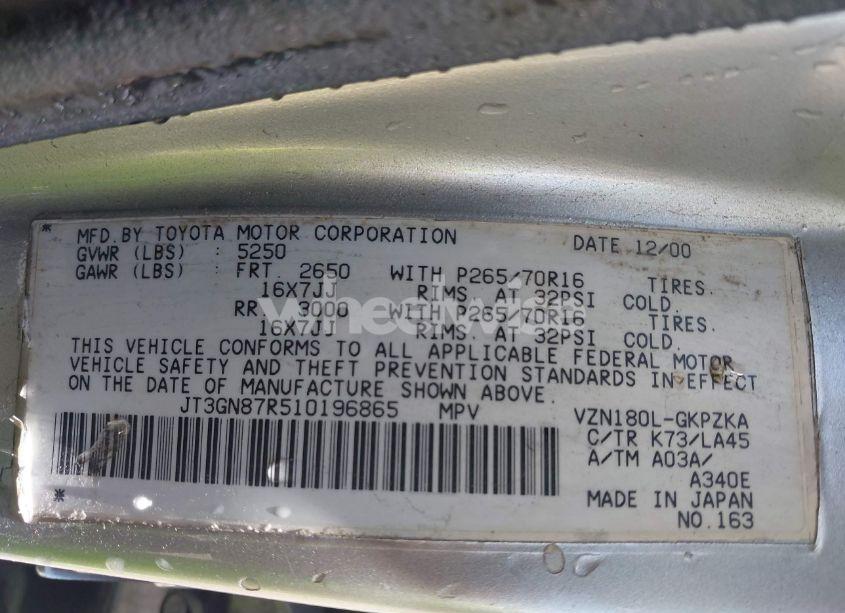 * MFD. BY TOYOTA MOTOR CORPORATION DATE 12/00
GVWR (LBS) : 5250
GAWR (LBS) : FRT. 2650 WITH P265/70R16 TIRES.
16X7JJ RIMS. AT 32PSI COLD.
RR. 3000 WITH P265/70R16 TIRES.
16X7JJ RIMS. AT 32PSI COLD.
THIS VEHICLE CONFORMS TO ALL APPLICABLE FEDERAL MOTOR
VEHICLE SAFETY AND THEFT PREVENTION STANDARDS IN EFFECT
ON THE DATE OF MANUFACTURE SHOWN ABOVE.
JT3GN87R510196865 MPV
VZN180L-GKPZKA
C/TR K73/LA45
A/TM A03A/
A340E
* MADE IN JAPAN
NO.163